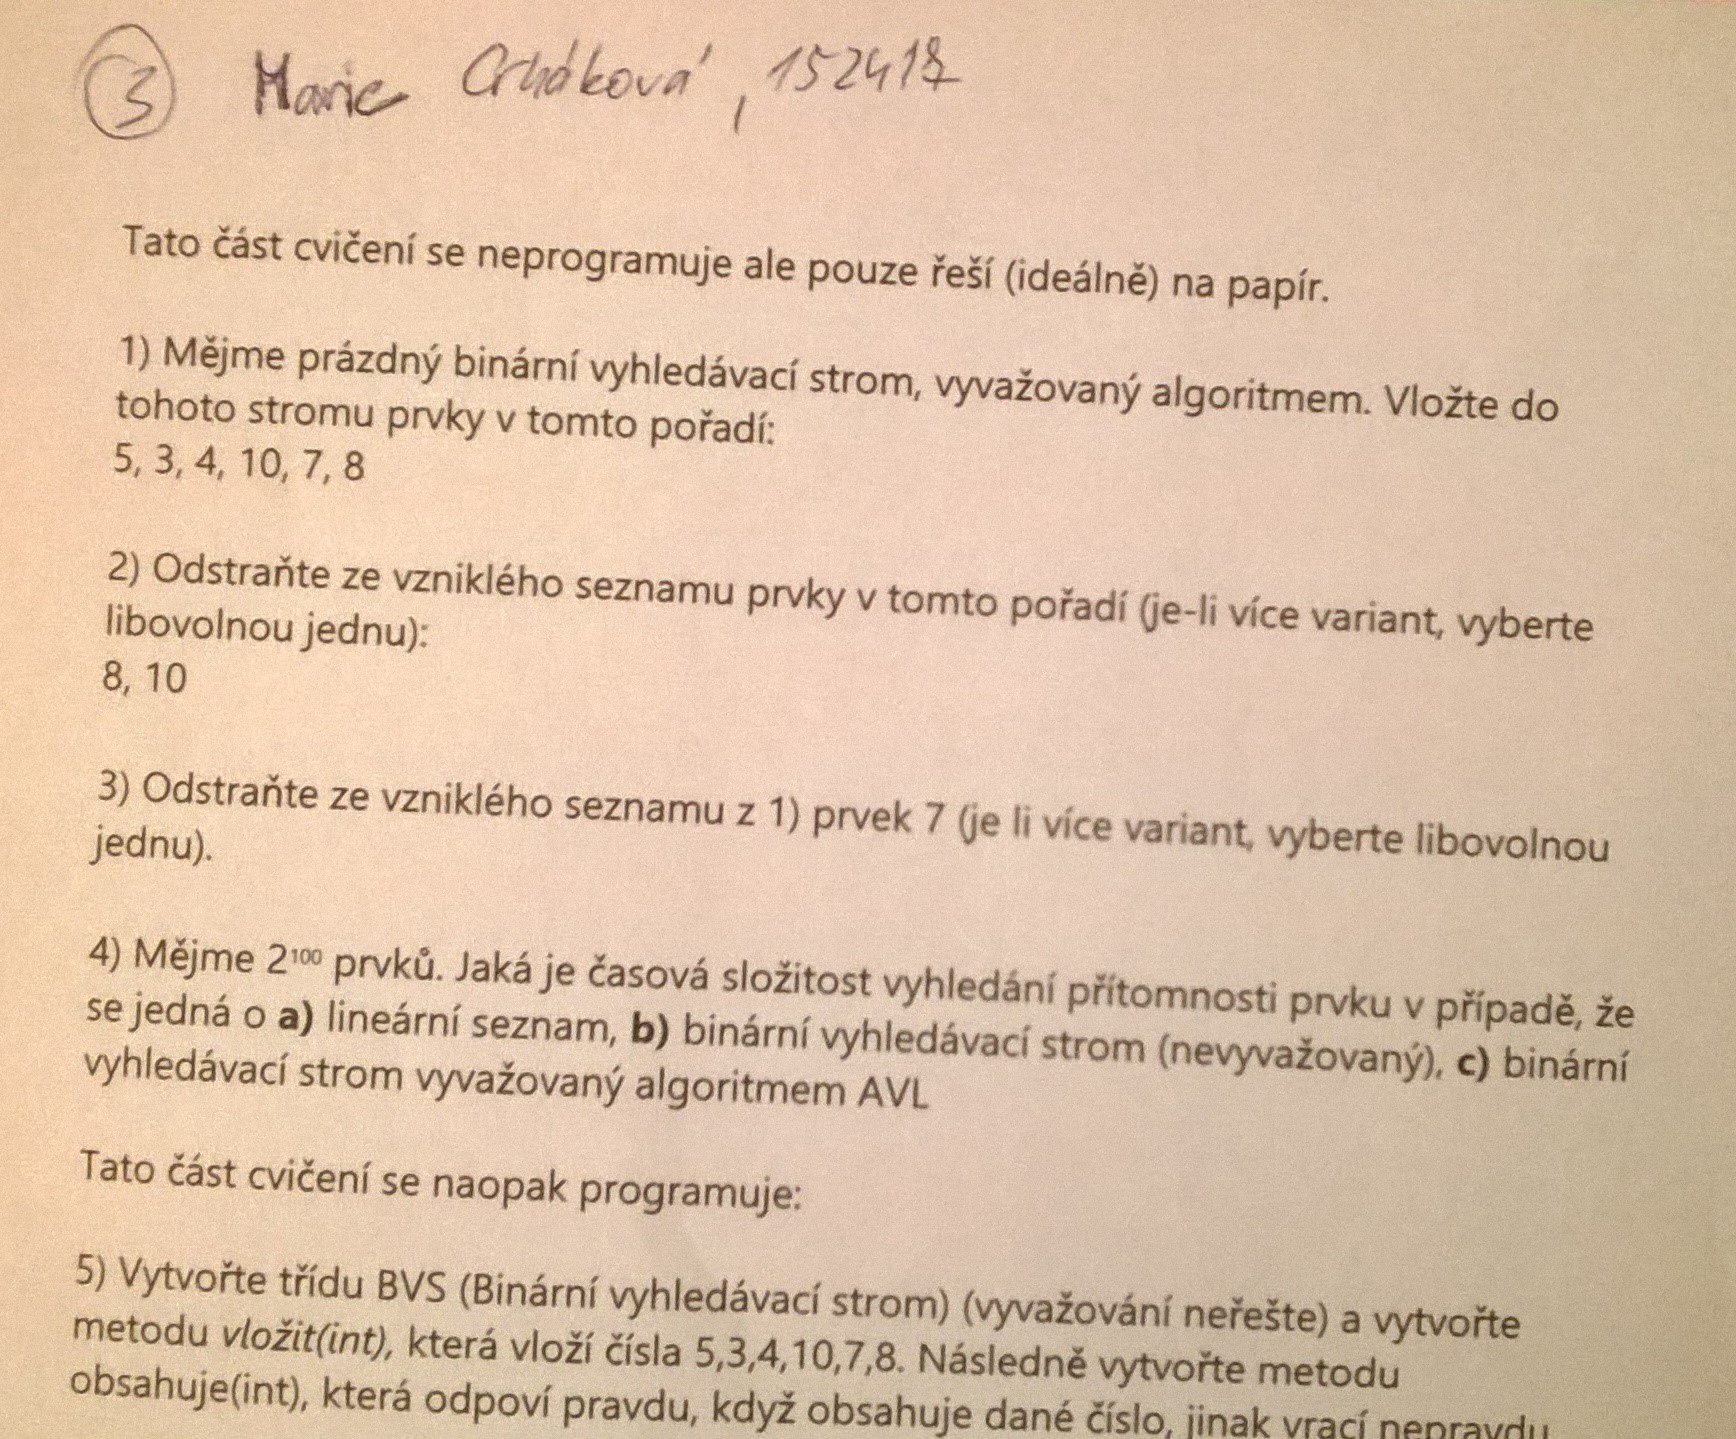 3 Marie Crháková, 152417
Tato část cvičení se neprogramuje ale pouze řeší (ideálně) na papír.
1) Mějme prázdný binární vyhledávací strom, vyvažovaný algoritmem. Vložte do
tohoto stromu prvky v tomto pořadí:
5, 3, 4, 10, 7, 8
2) Odstraňte ze vzniklého seznamu prvky v tomto pořadí (je-li více variant, vyberte
libovolnou jednu):
8, 10
3) Odstraňte ze vzniklého seznamu z 1) prvek 7 (je li více variant, vyberte libovolnou
jednu).
4) Mějme 2¹⁰⁰ prvků. Jaká je časová složitost vyhledání přítomnosti prvku v případě, že
se jedná o a) lineární seznam, b) binární vyhledávací strom (nevyvažovaný), c) binární
vyhledávací strom vyvažovaný algoritmem AVL
Tato část cvičení se naopak programuje:
5) Vytvořte třídu BVS (Binární vyhledávací strom) (vyvažování neřešte) a vytvořte
metodu vložit(int), která vloží čísla 5,3,4,10,7,8. Následně vytvořte metodu
obsahuje(int), která odpoví pravdu, když obsahuje dané číslo, jinak vrací nepravdu